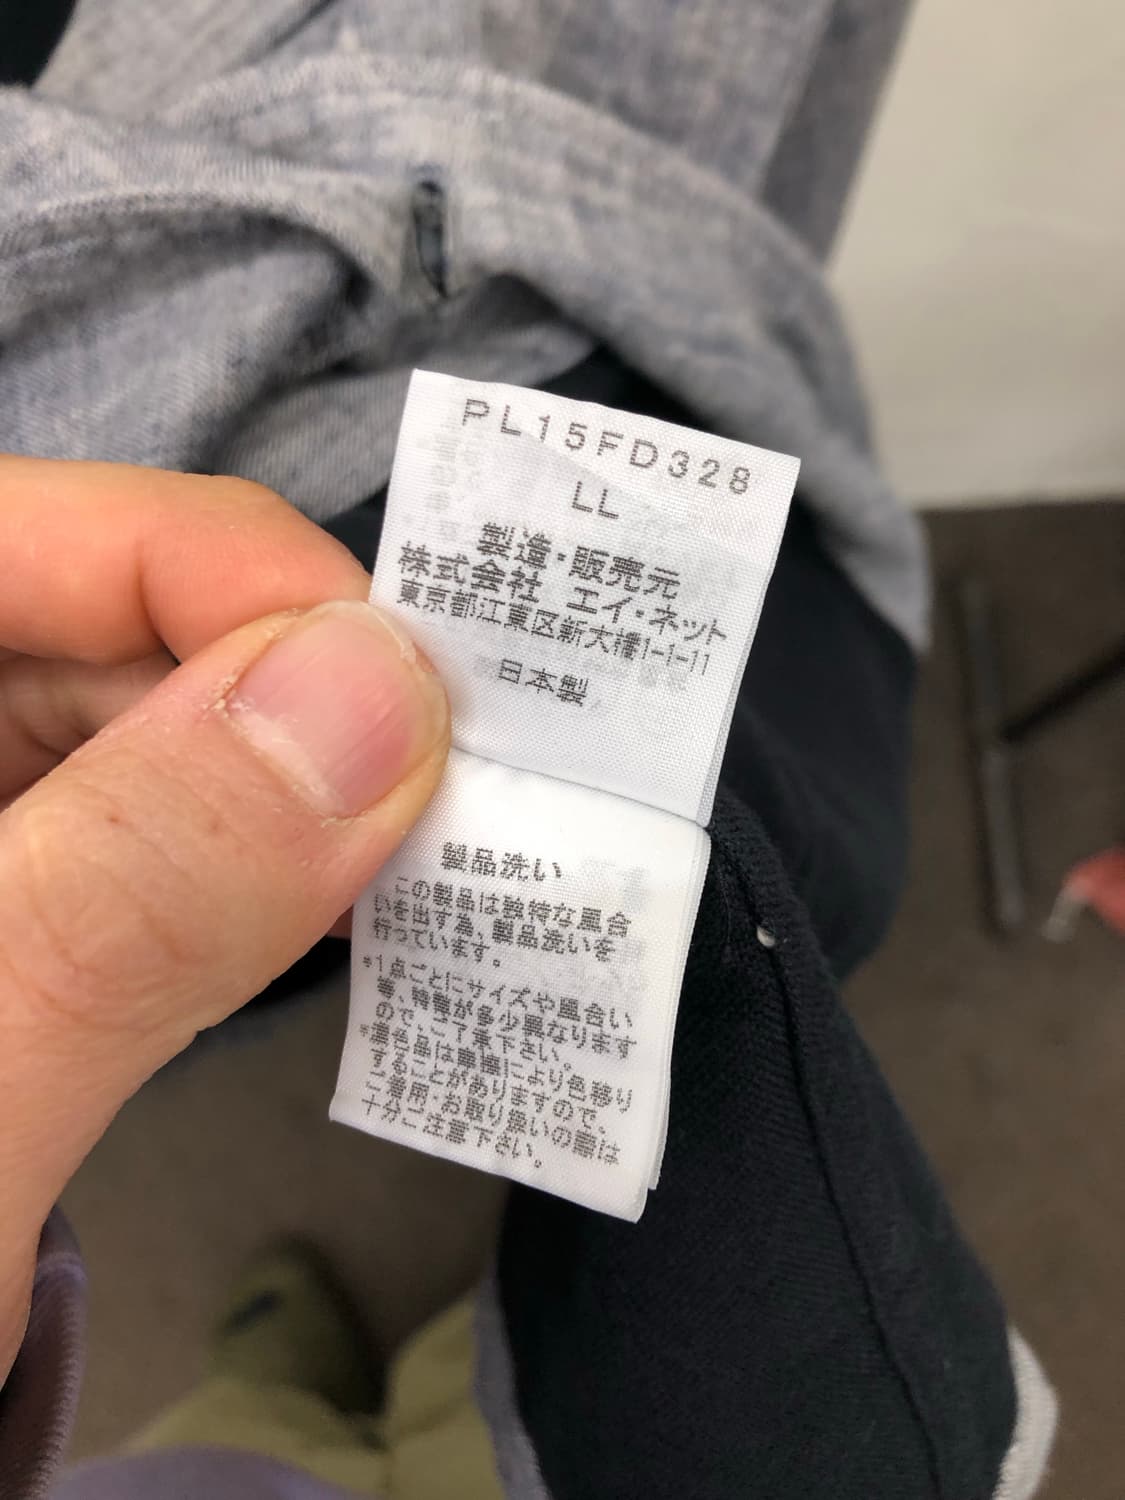 PL15FD328
LL
製造・販売元
株式会社 エイ・ネット
東京都江東区新大橋1-1-11
日本製
製品洗い
この製品は独特な風合
いを出す為、製品洗いを
行っています。
*1点ごとにサイズや風合い
等、特徴が多少異なります
ので、ご了承下さい。
*濃色品は摩擦により色移り
することがありますので、
ご着用・お取り扱いの際は
十分ご注意下さい。